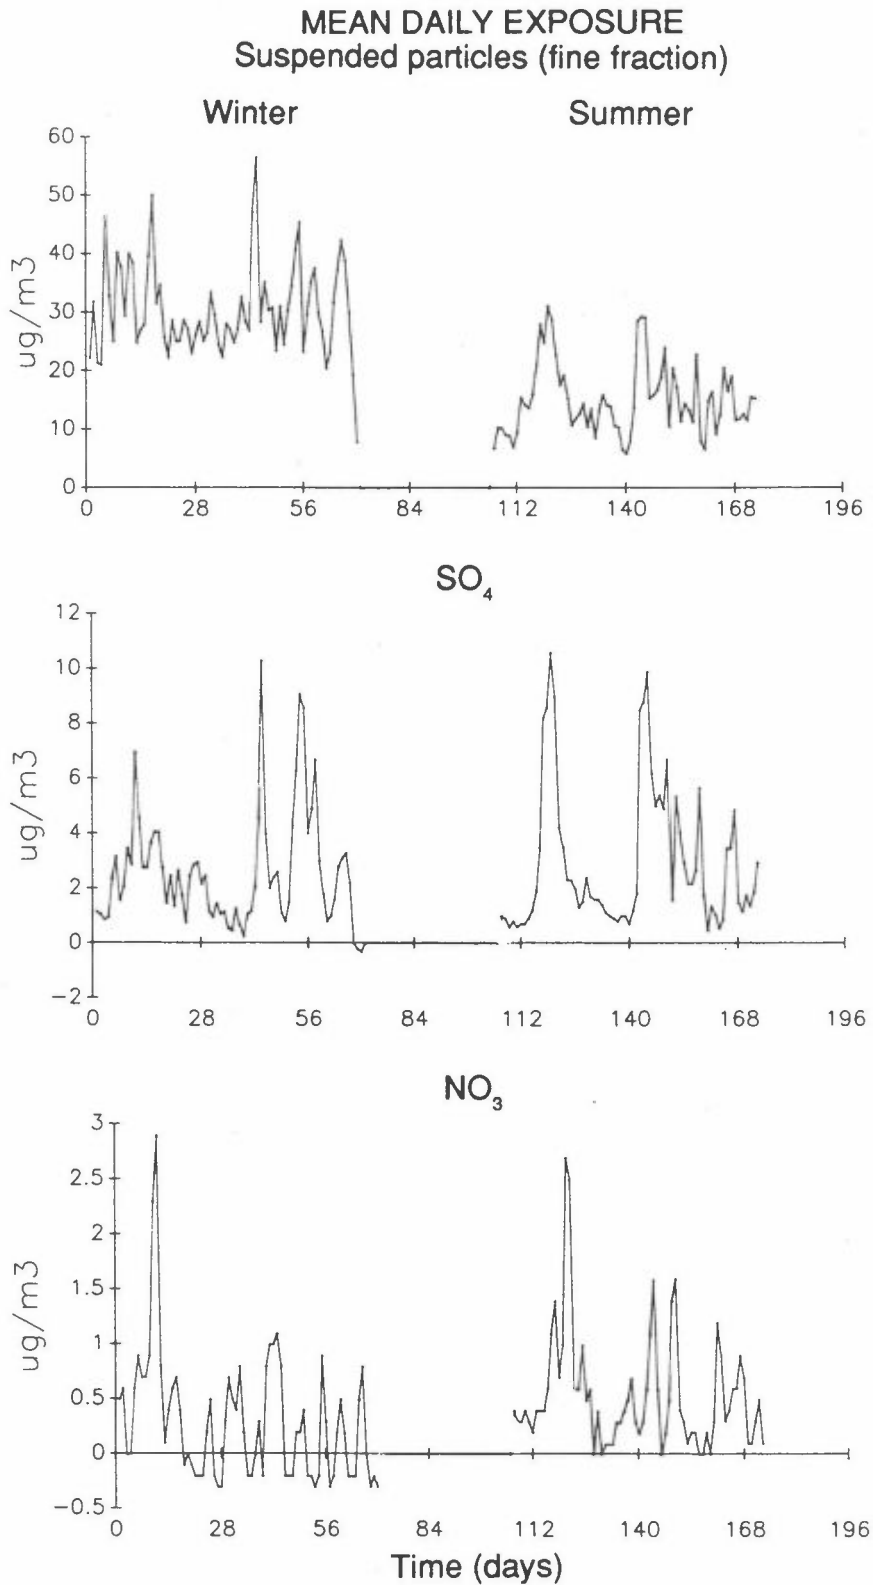 MEAN DAILY EXPOSURE
Suspended particles (fine fraction)
Winter Summer
60
50
40
30
20
10
0
ug/m3
0 28 56 84 112 140 168 196
SO₄
12
10
8
6
4
2
0
−2
ug/m3
0 28 56 84 112 140 168 196
NO₃
3
2.5
2
1.5
1
0.5
0
−0.5
ug/m3
0 28 56 84 112 140 168 196
Time (days)